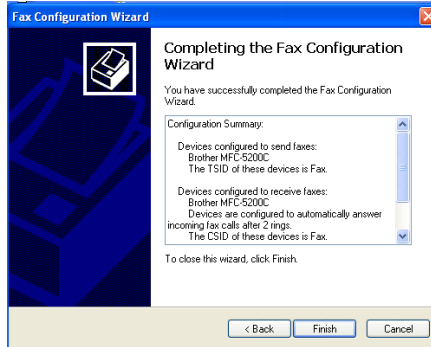 Fax Configuration Wizard
Completing the Fax Configuration
Wizard
You have successfully completed the Fax Configuration
Wizard.
Configuration Summary:
Devices configured to send faxes:
Brother MFC-5200C
The TSID of these devices is Fax.
Devices configured to receive faxes:
Brother MFC-5200C
Devices are configured to automatically answer
incoming fax calls after 2 rings.
The CSID of these devices is Fax.
To close this wizard, click Finish.
< Back Finish Cancel